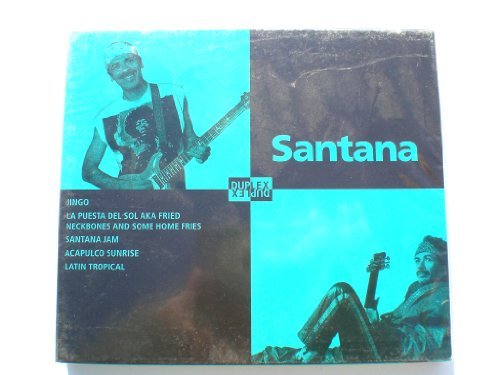 Santana
DUPLEX
DUPLEX
JINGO
LA PUESTA DEL SOL AKA FRIED
NECKBONES AND SOME HOME FRIES
SANTANA JAM
ACAPULCO SUNRISE
LATIN TROPICAL